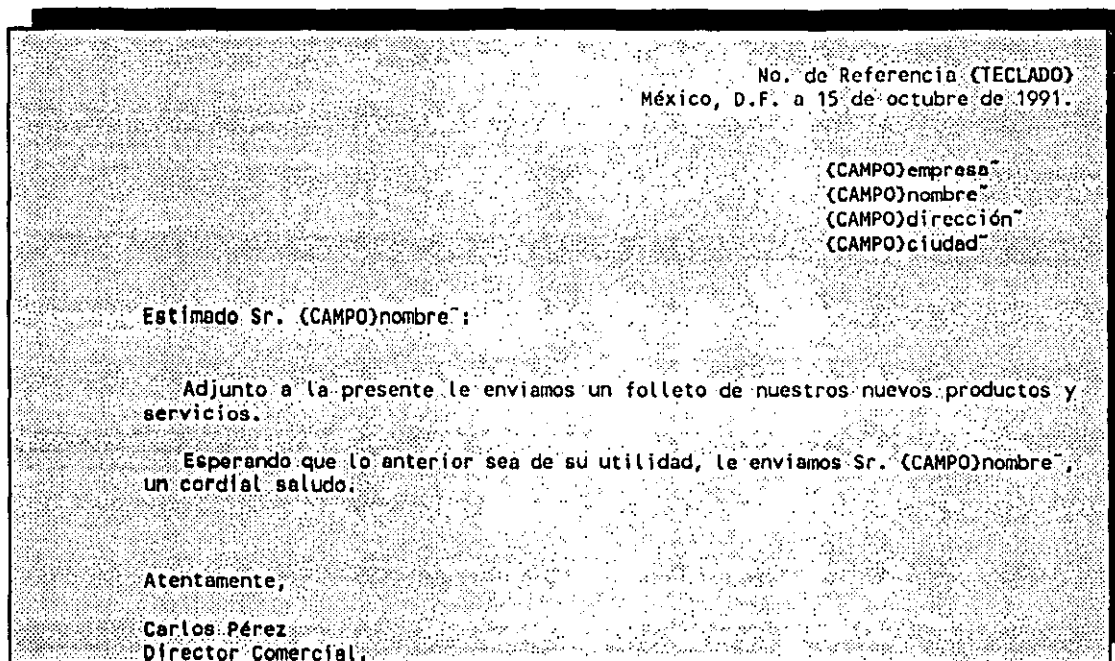 No. de Referencia {TECLADO}
México, D.F. a 15 de octubre de 1991.
{CAMPO}empresa~
{CAMPO}nombre~
{CAMPO}dirección~
{CAMPO}ciudad~
Estimado Sr. {CAMPO}nombre~:
Adjunto a la presente le enviamos un folleto de nuestros nuevos productos y
servicios.
Esperando que lo anterior sea de su utilidad, le enviamos Sr. {CAMPO}nombre~,
un cordial saludo.
Atentamente,
Carlos Pérez
Director Comercial.